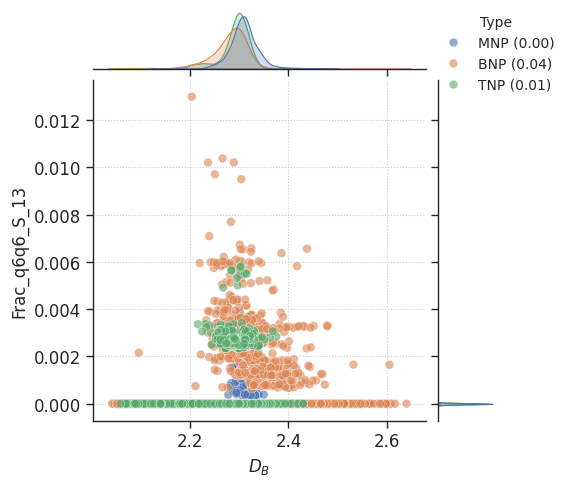 Type
MNP (0.00)
BNP (0.04)
TNP (0.01)
Frac_q6q6_S_13
0.012
0.010
0.008
0.006
0.004
0.002
0.000
2.2
2.4
2.6
D_B